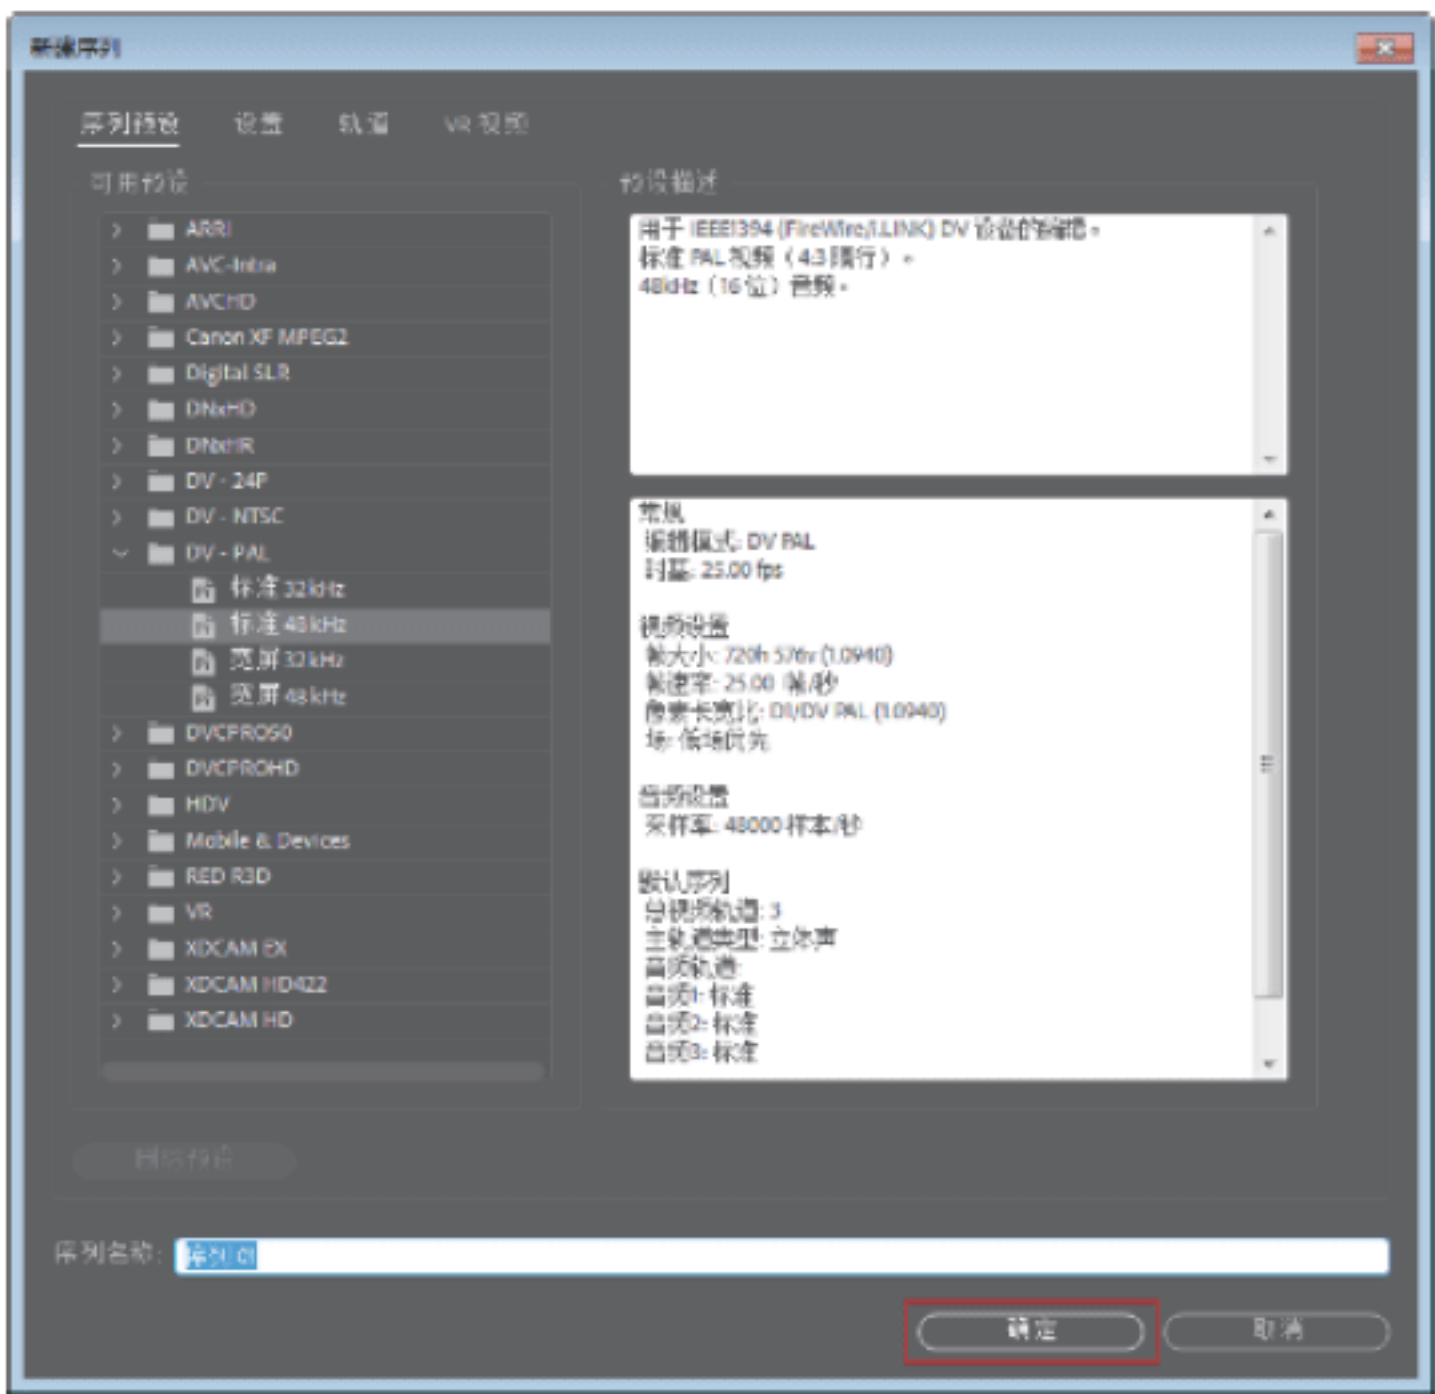 新建序列
序列预设 设置 轨道 VR 视频
可用预设
ARRI
AVC-Intra
AVCHD
Canon XF MPEG2
Digital SLR
DNxHD
DNxHR
DV - 24P
DV - NTSC
DV - PAL
标准 32kHz
标准 48kHz
宽屏 32kHz
宽屏 48kHz
DVCPRO50
DVCPROHD
HDV
Mobile & Devices
RED R3D
VR
XDCAM EX
XDCAM HD422
XDCAM HD
删除预设
预设描述
用于 IEEE1394 (FireWire/i.LINK) DV 设备的编辑。
标准 PAL 视频（4:3 隔行）。
48kHz（16 位）音频。
常规
编辑模式: DV PAL
时基: 25.00 fps
视频设置
帧大小: 720h 576v (1.0940)
帧速率: 25.00 帧/秒
像素长宽比: D1/DV PAL (1.0940)
场: 低场优先
音频设置
采样率: 48000 样本/秒
默认序列
总视频轨道: 3
主轨道类型: 立体声
音频轨道:
音频1: 标准
音频2: 标准
音频3: 标准
序列名称: 序列 01
确定 取消